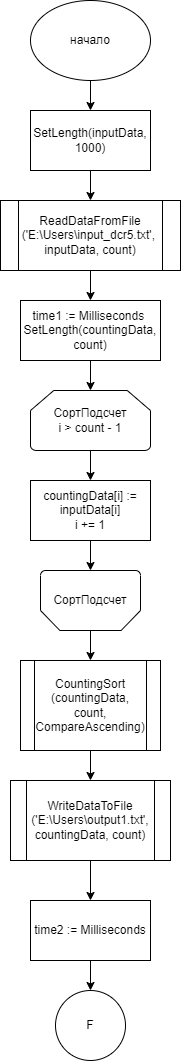 начало
SetLength(inputData,
1000)
ReadDataFromFile
('E:\Users\input_dcr5.txt',
inputData, count)
time1 := Milliseconds
SetLength(countingData,
count)
СортПодсчет
i > count - 1
countingData[i] :=
inputData[i]
i += 1
СортПодсчет
CountingSort
(countingData,
count,
CompareAscending)
WriteDataToFile
('E:\Users\output1.txt',
countingData, count)
time2 := Milliseconds
F